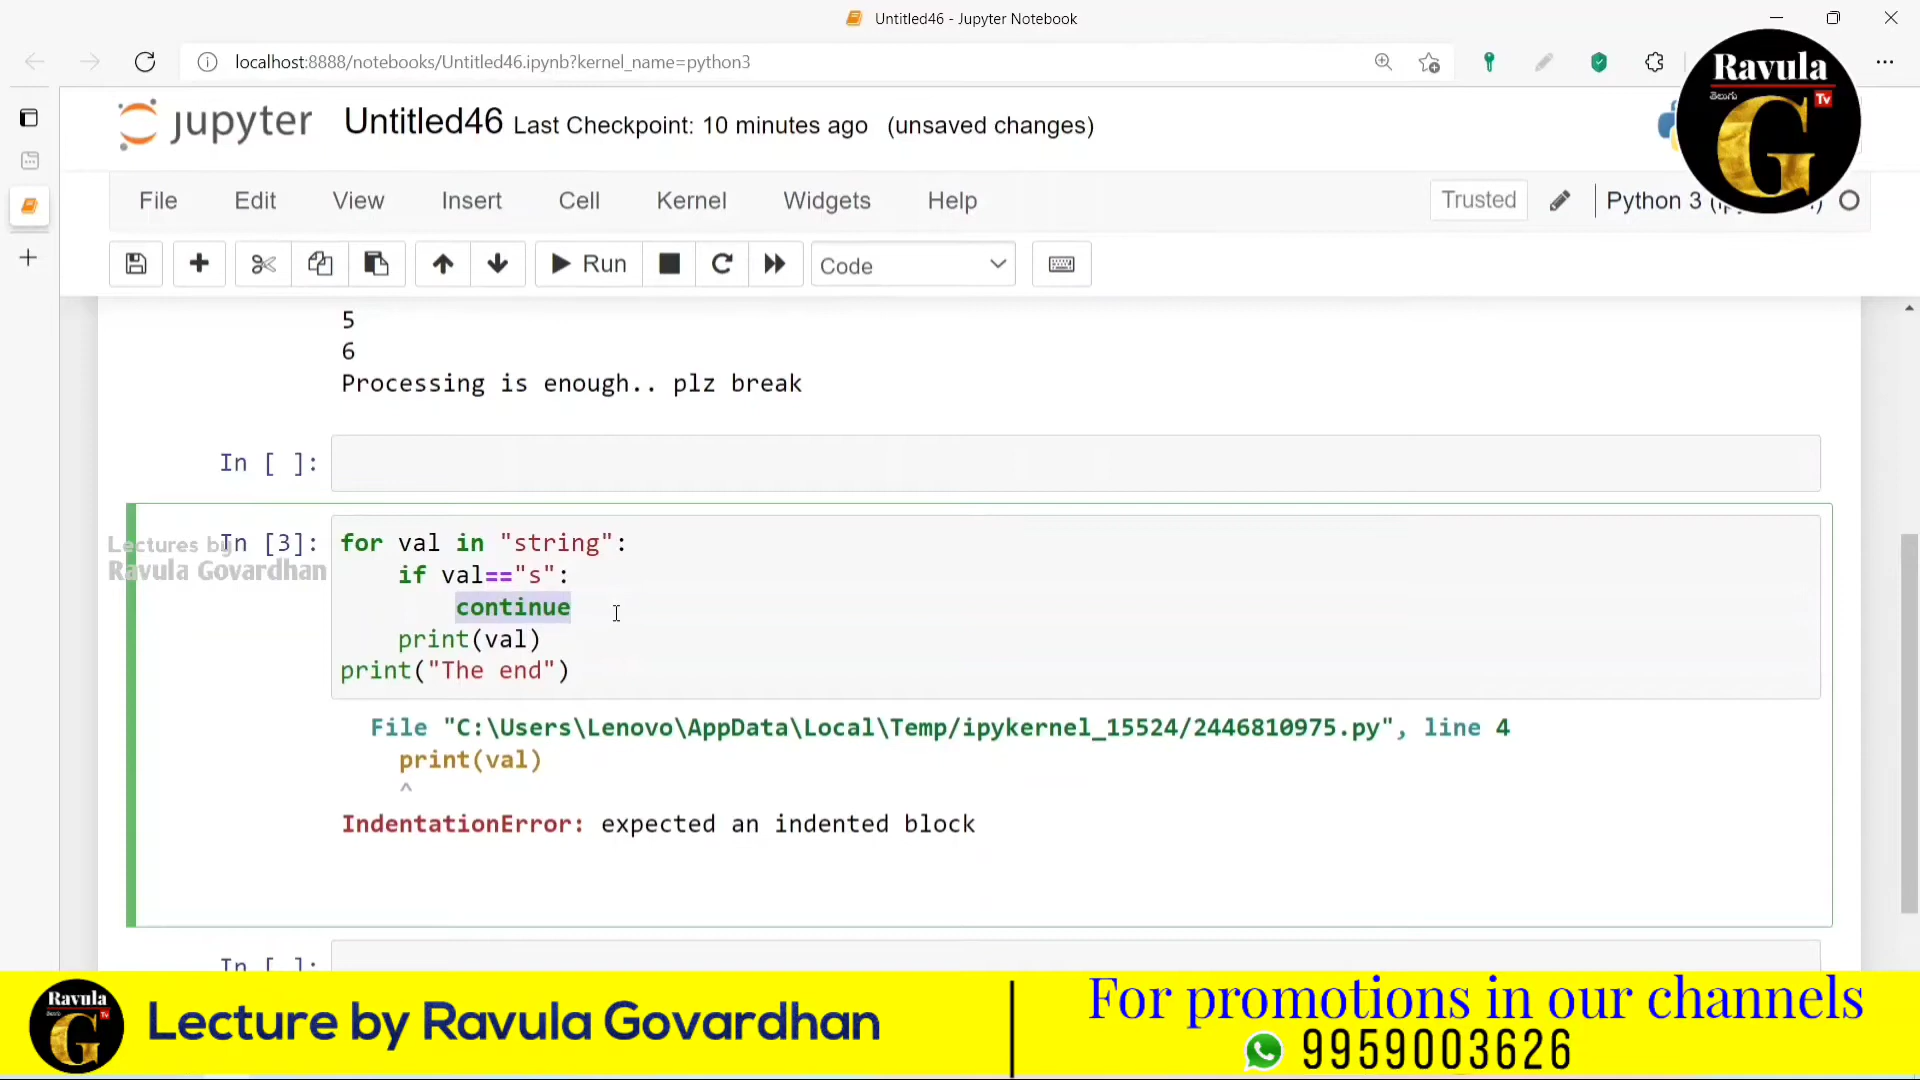 Untitled46 - Jupyter Notebook
localhost:8888/notebooks/Untitled46.ipynb?kernel_name=python3
Ravula
తెలుగు
Tv
G
jupyter Untitled46 Last Checkpoint: 10 minutes ago (unsaved changes)
File Edit View Insert Cell Kernel Widgets Help
Trusted
Python 3
Run
Code
5
6
Processing is enough.. plz break
In [ ]:
Lectures by
Ravula Govardhan
In [3]: for val in "string":
if val=="s":
continue
print(val)
print("The end")
File "C:\Users\Lenovo\AppData\Local\Temp/ipykernel_15524/2446810975.py", line 4
print(val)
^
IndentationError: expected an indented block
In [ ]:
Ravula
G
Lecture by Ravula Govardhan
For promotions in our channels
9959003626